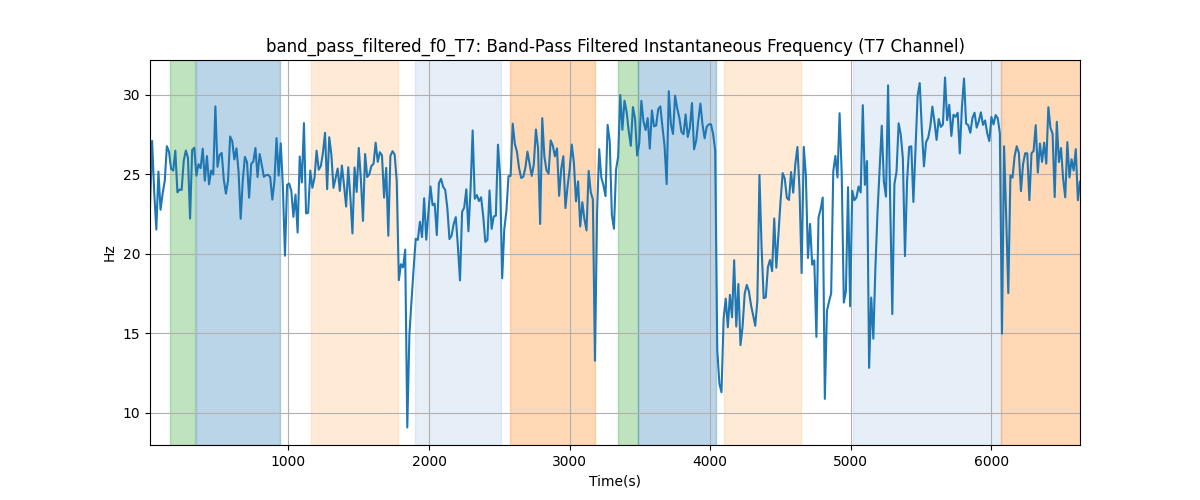 band_pass_filtered_f0_T7: Band-Pass Filtered Instantaneous Frequency (T7 Channel)
30
25
20
15
10
Hz
1000 2000 3000 4000 5000 6000
Time(s)